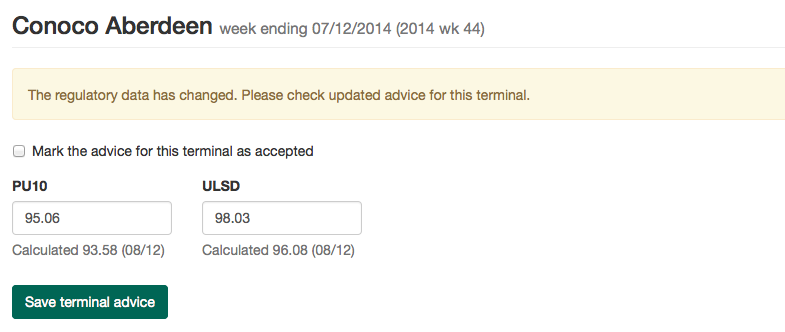 Conoco Aberdeen week ending 07/12/2014 (2014 wk 44)
The regulatory data has changed. Please check updated advice for this terminal.
Mark the advice for this terminal as accepted
PU10 ULSD
95.06 98.03
Calculated 93.58 (08/12) Calculated 96.08 (08/12)
Save terminal advice